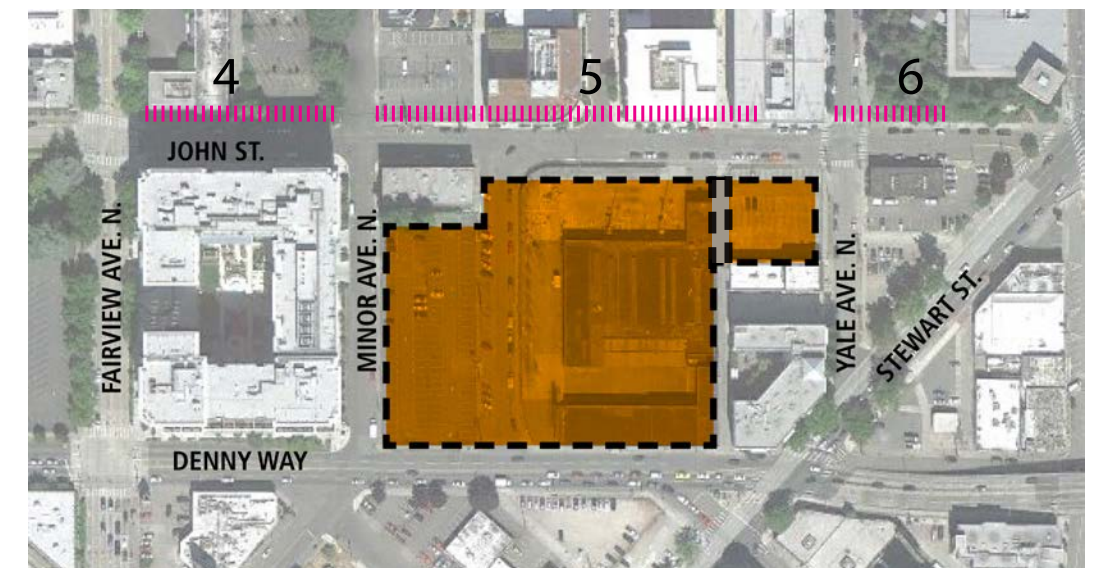 4
5
6
JOHN ST.
FAIRVIEW AVE. N.
MINOR AVE. N.
YALE AVE. N.
STEWART ST.
DENNY WAY